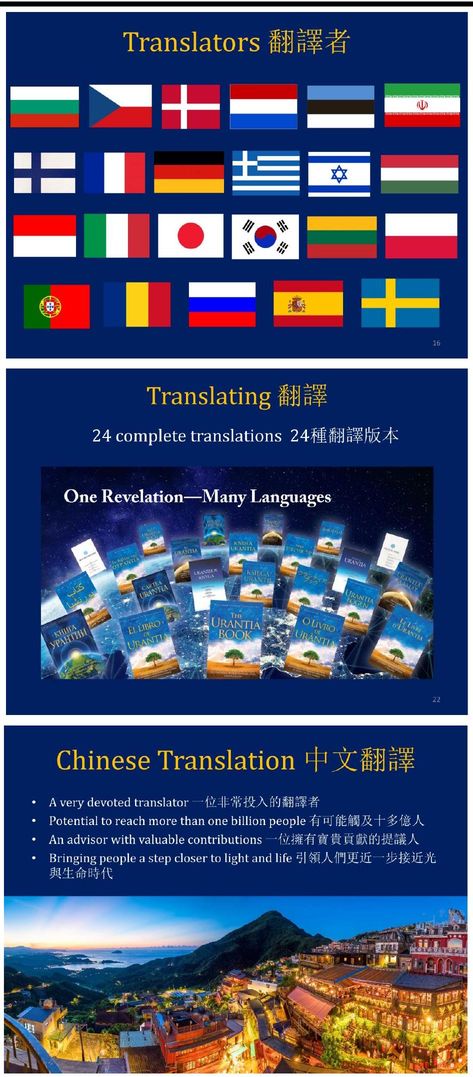 Translators 翻譯者
16
Translating 翻譯
24 complete translations 24種翻譯版本
One Revelation—Many Languages
THE
URANTIA
BOOK
EL LIBRO
DE
URANTIA
O LIVRO
DE
URANTIA
КНИГА
УРАНТИИ
22
Chinese Translation 中文翻譯
• A very devoted translator 一位非常投入的翻譯者
• Potential to reach more than one billion people 有可能觸及十多億人
• An advisor with valuable contributions 一位擁有寶貴貢獻的提議人
• Bringing people a step closer to light and life 引領人們更近一步接近光
與生命時代